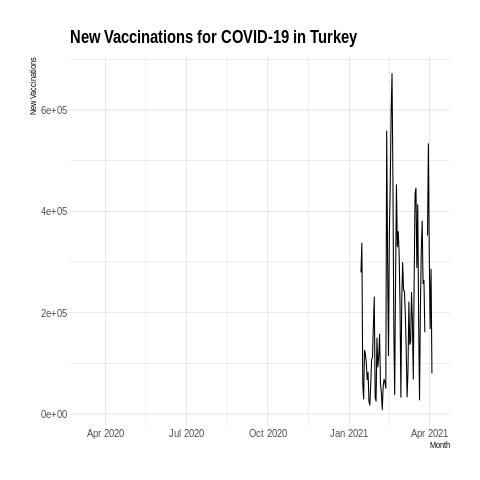 New Vaccinations for COVID-19 in Turkey
New Vaccinations
6e+05
4e+05
2e+05
0e+00
Apr 2020 Jul 2020 Oct 2020 Jan 2021 Apr 2021
Month